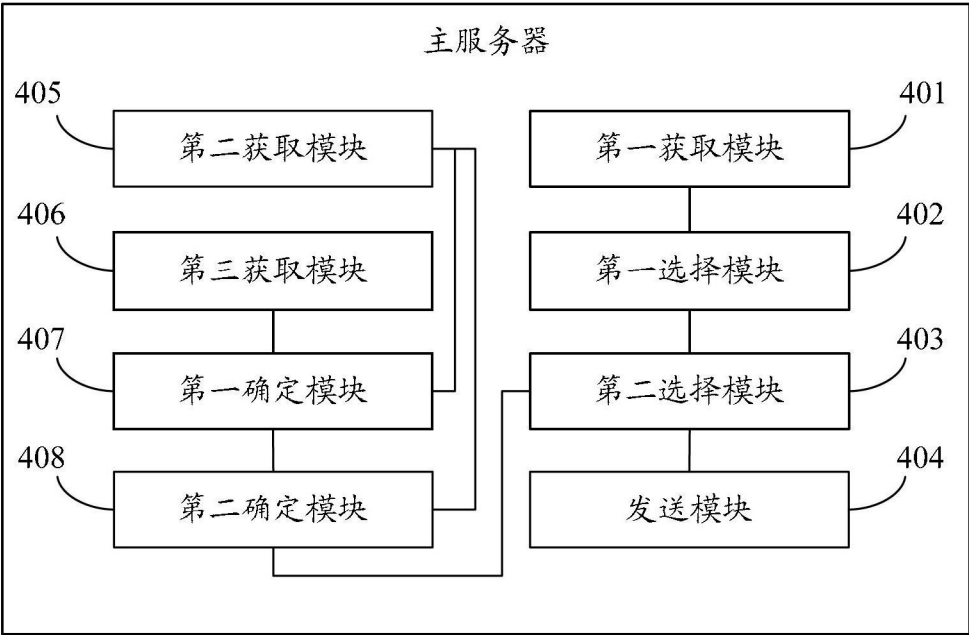 主服务器
405
第二获取模块
第一获取模块
401
406
第三获取模块
第一选择模块
402
407
第一确定模块
第二选择模块
403
408
第二确定模块
发送模块
404